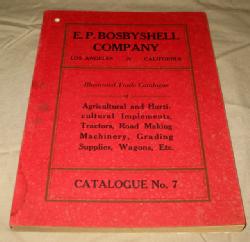 E. P. BOSBYSHELL
COMPANY
LOS ANGELES CALIFORNIA
Illustrated Trade Catalogue
of
Agricultural and Horti-
cultural Implements,
Tractors, Road Making
Machinery, Grading
Supplies, Wagons, Etc.
CATALOGUE No. 7